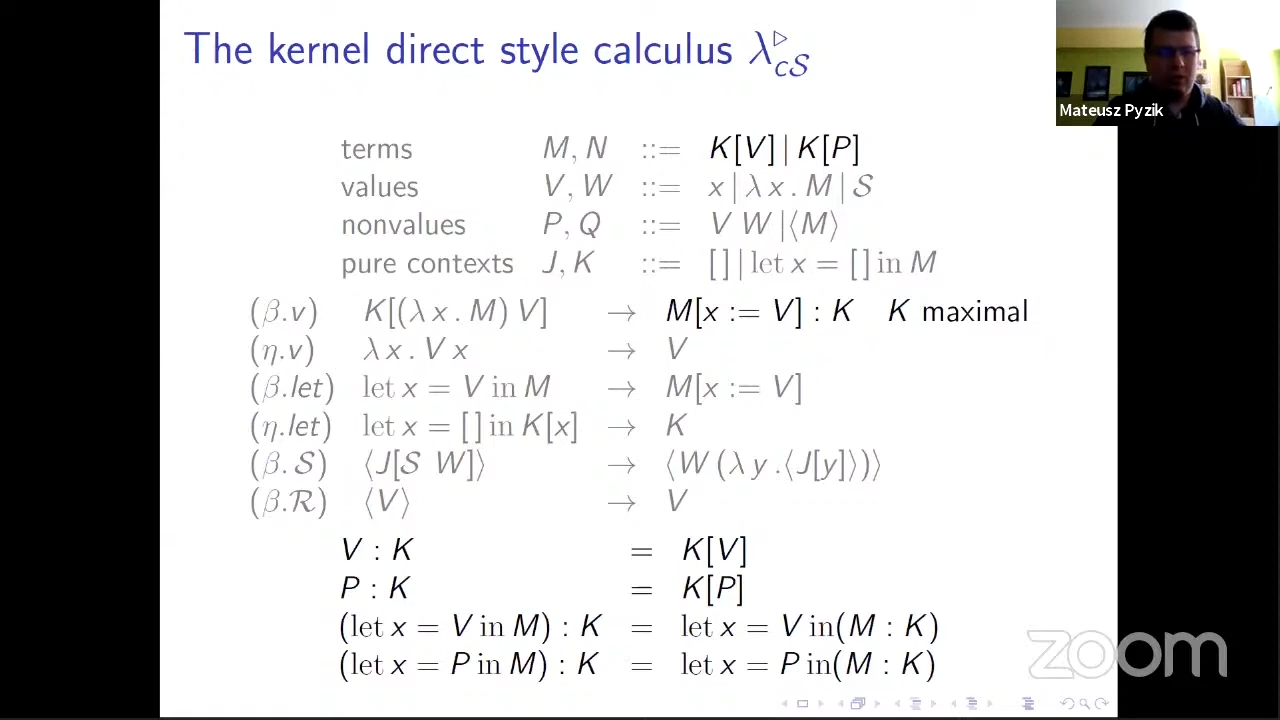 The kernel direct style calculus λ▷cS
Mateusz Pyzik
terms M, N ::= K[V] | K[P]
values V, W ::= x | λ x . M | S
nonvalues P, Q ::= V W | ⟨M⟩
pure contexts J, K ::= [ ] | let x = [ ] in M
(β.v) K[(λ x . M) V] → M[x := V] : K K maximal
(η.v) λ x . V x → V
(β.let) let x = V in M → M[x := V]
(η.let) let x = [ ] in K[x] → K
(β.S) ⟨J[S W]⟩ → ⟨W (λ y .⟨J[y]⟩)⟩
(β.R) ⟨V⟩ → V
V : K = K[V]
P : K = K[P]
(let x = V in M) : K = let x = V in(M : K)
(let x = P in M) : K = let x = P in(M : K)
zoom